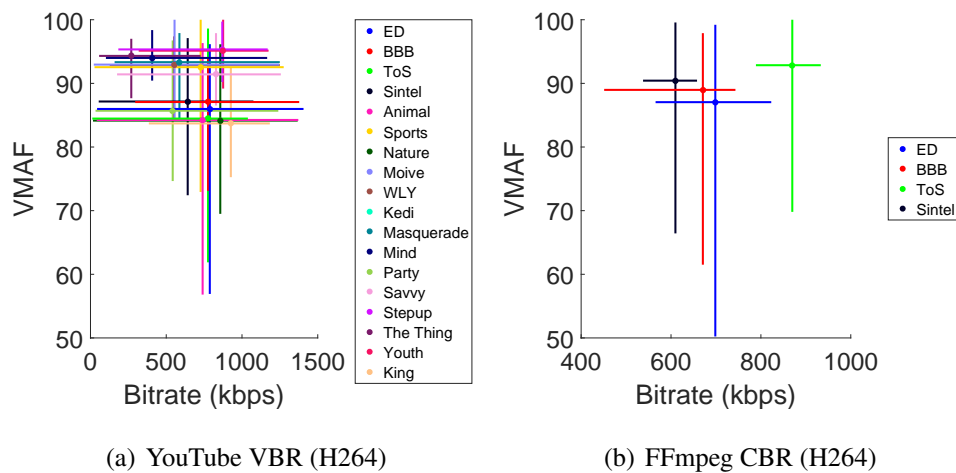 100
90
80
70
60
50
VMAF
0
500
1000
1500
Bitrate (kbps)
ED
BBB
ToS
Sintel
Animal
Sports
Nature
Moive
WLY
Kedi
Masquerade
Mind
Party
Savvy
Stepup
The Thing
Youth
King
(a) YouTube VBR (H264)
100
90
80
70
60
50
VMAF
400
600
800
1000
Bitrate (kbps)
ED
BBB
ToS
Sintel
(b) FFmpeg CBR (H264)